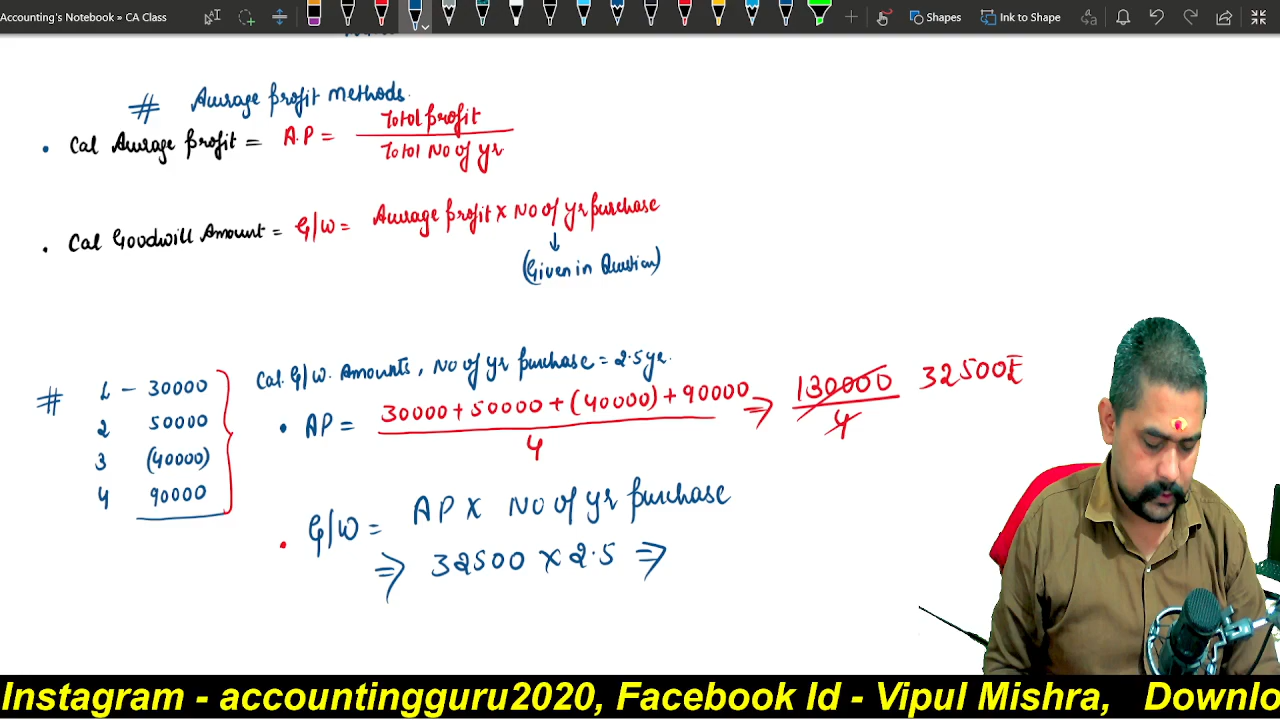 Accounting's Notebook » CA Class
Shapes
Ink to Shape
# Average profit methods.
• Cal Average profit = A.P = Total profit / Total No of yr
• Cal Goodwill Amount = G/W = Average profit x No of yr purchase
↓
(Given in Question)
Cal. G/W. Amounts, No of yr purchase = 2.5 yr.
# 1 - 30000
2 50000
3 (40000)
4 90000
• AP = 30000 + 50000 + (40000) + 90000 / 4 ⇒ 130000 / 4 32500
• G/W = AP x No of yr purchase
⇒ 32500 x 2.5 ⇒
Instagram - accountingguru2020, Facebook Id - Vipul Mishra, Downlo